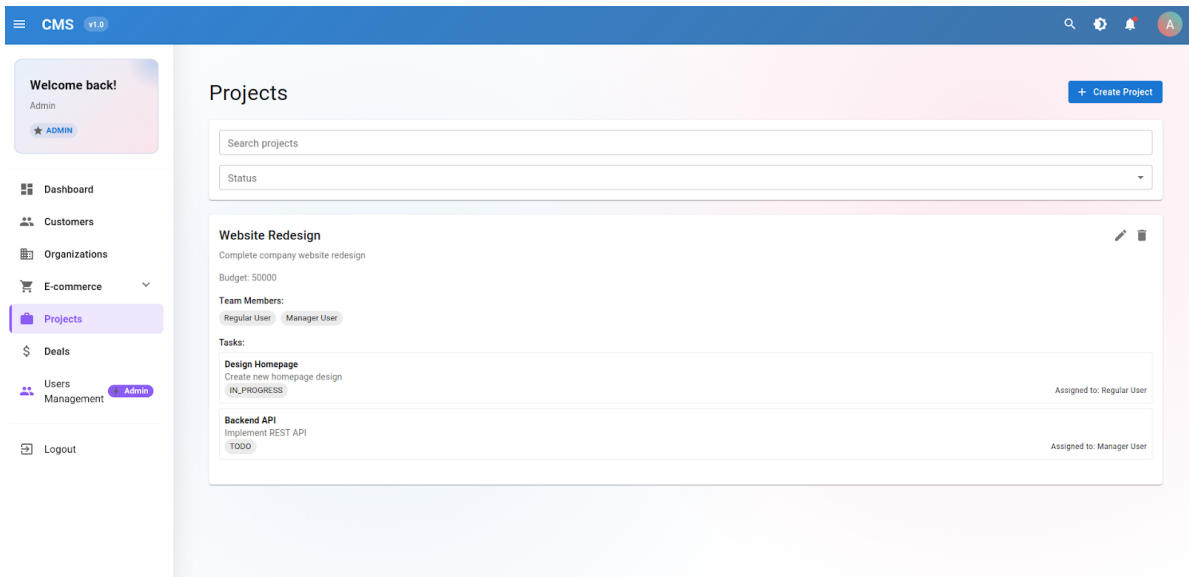 CMS v1.0
A
Welcome back!
Admin
ADMIN
Dashboard
Customers
Organizations
E-commerce
Projects
Deals
Users
Management
Admin
Logout
Projects
+ Create Project
Search projects
Status
Website Redesign
Complete company website redesign
Budget: 50000
Team Members:
Regular User Manager User
Tasks:
Design Homepage
Create new homepage design
IN_PROGRESS
Assigned to: Regular User
Backend API
Implement REST API
TODO
Assigned to: Manager User